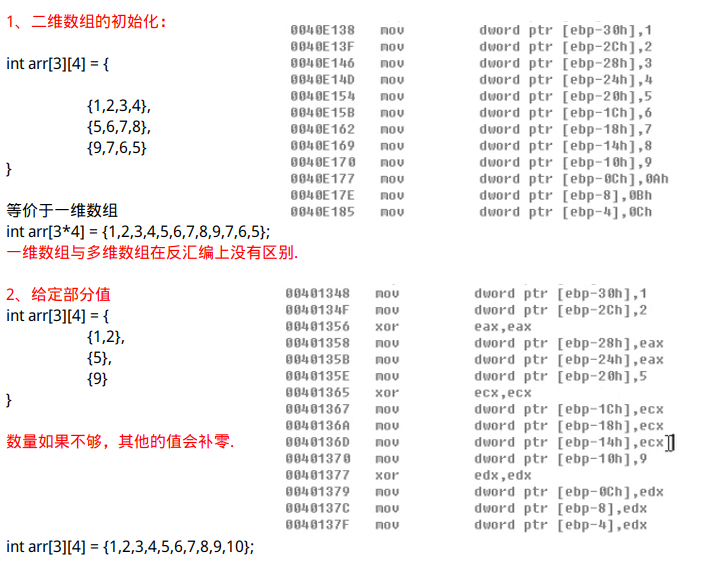 1、二维数组的初始化：
int arr[3][4] = {
{1,2,3,4},
{5,6,7,8},
{9,7,6,5}
}
等价于一维数组
int arr[3*4] = {1,2,3,4,5,6,7,8,9,7,6,5};
一维数组与多维数组在反汇编上没有区别.
0040E138 mov dword ptr [ebp-30h],1
0040E13F mov dword ptr [ebp-2Ch],2
0040E146 mov dword ptr [ebp-28h],3
0040E14D mov dword ptr [ebp-24h],4
0040E154 mov dword ptr [ebp-20h],5
0040E15B mov dword ptr [ebp-1Ch],6
0040E162 mov dword ptr [ebp-18h],7
0040E169 mov dword ptr [ebp-14h],8
0040E170 mov dword ptr [ebp-10h],9
0040E177 mov dword ptr [ebp-0Ch],0Ah
0040E17E mov dword ptr [ebp-8],0Bh
0040E185 mov dword ptr [ebp-4],0Ch
2、给定部分值
int arr[3][4] = {
{1,2},
{5},
{9}
}
数量如果不够，其他的值会补零.
00401348 mov dword ptr [ebp-30h],1
0040134F mov dword ptr [ebp-2Ch],2
00401356 xor eax,eax
00401358 mov dword ptr [ebp-28h],eax
0040135B mov dword ptr [ebp-24h],eax
0040135E mov dword ptr [ebp-20h],5
00401365 xor ecx,ecx
00401367 mov dword ptr [ebp-1Ch],ecx
0040136A mov dword ptr [ebp-18h],ecx
0040136D mov dword ptr [ebp-14h],ecx
00401370 mov dword ptr [ebp-10h],9
00401377 xor edx,edx
00401379 mov dword ptr [ebp-0Ch],edx
0040137C mov dword ptr [ebp-8],edx
0040137F mov dword ptr [ebp-4],edx
int arr[3][4] = {1,2,3,4,5,6,7,8,9,10};